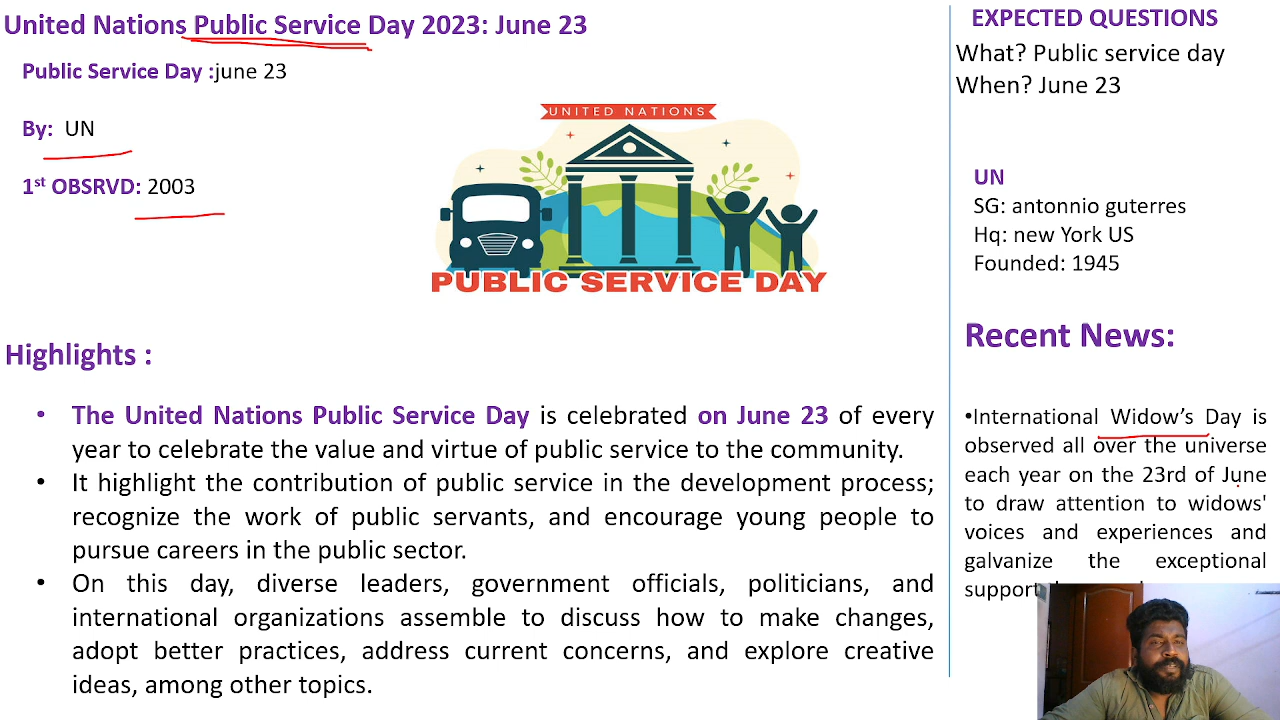 United Nations Public Service Day 2023: June 23
Public Service Day :june 23
By: UN
1st OBSRVD: 2003
UNITED NATIONS
PUBLIC SERVICE DAY
Highlights :
• The United Nations Public Service Day is celebrated on June 23 of every
year to celebrate the value and virtue of public service to the community.
• It highlight the contribution of public service in the development process;
recognize the work of public servants, and encourage young people to
pursue careers in the public sector.
• On this day, diverse leaders, government officials, politicians, and
international organizations assemble to discuss how to make changes,
adopt better practices, address current concerns, and explore creative
ideas, among other topics.
EXPECTED QUESTIONS
What? Public service day
When? June 23
UN
SG: antonnio guterres
Hq: new York US
Founded: 1945
Recent News:
•International Widow’s Day is
observed all over the universe
each year on the 23rd of June
to draw attention to widows'
voices and experiences and
galvanize the exceptional
support